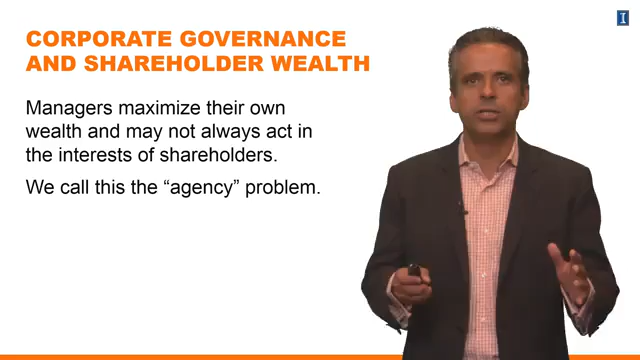 CORPORATE GOVERNANCE
AND SHAREHOLDER WEALTH
Managers maximize their own
wealth and may not always act in
the interests of shareholders.
We call this the “agency” problem.
I